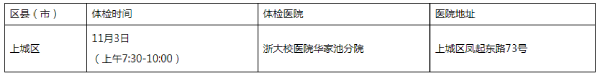 区县（市） 体检时间 体检医院 医院地址
上城区 11月3日
（上午7:30-10:00） 浙大校医院华家池分院 上城区凤起东路73号